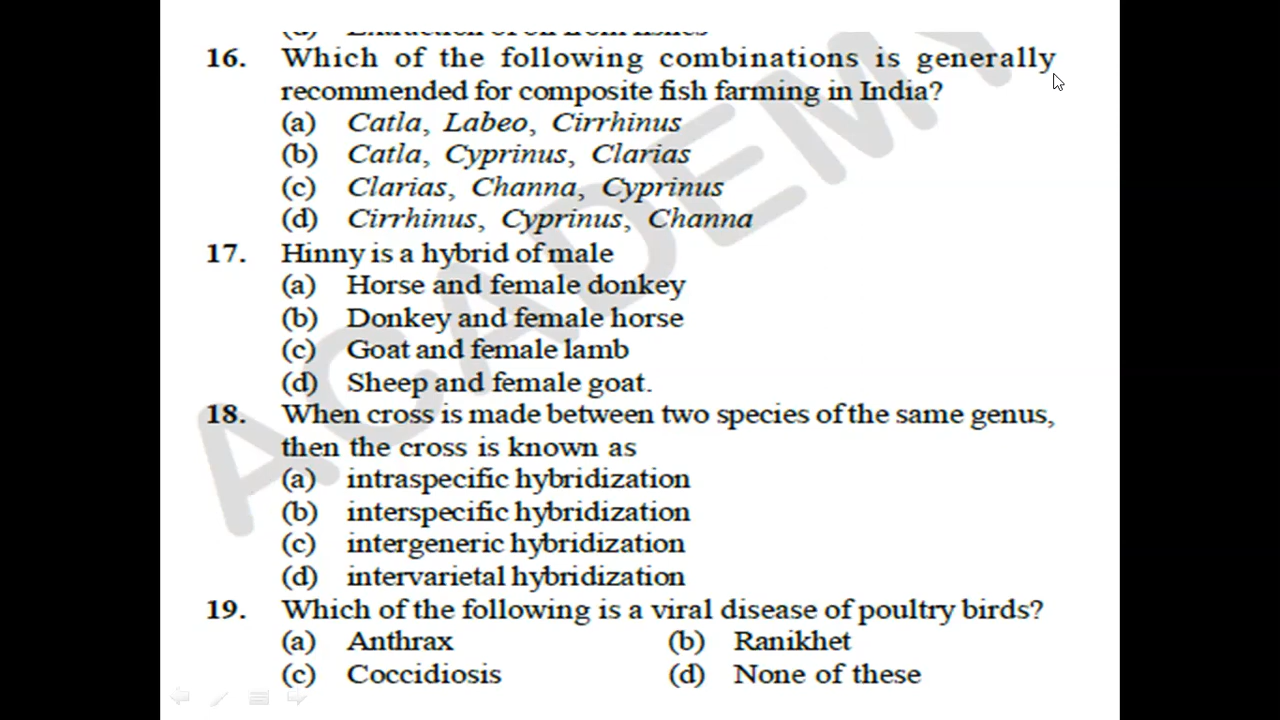 16. Which of the following combinations is generally
recommended for composite fish farming in India?
(a) Catla, Labeo, Cirrhinus
(b) Catla, Cyprinus, Clarias
(c) Clarias, Channa, Cyprinus
(d) Cirrhinus, Cyprinus, Channa
17. Hinny is a hybrid of male
(a) Horse and female donkey
(b) Donkey and female horse
(c) Goat and female lamb
(d) Sheep and female goat.
18. When cross is made between two species of the same genus,
then the cross is known as
(a) intraspecific hybridization
(b) interspecific hybridization
(c) intergeneric hybridization
(d) intervarietal hybridization
19. Which of the following is a viral disease of poultry birds?
(a) Anthrax (b) Ranikhet
(c) Coccidiosis (d) None of these
ACADEMY